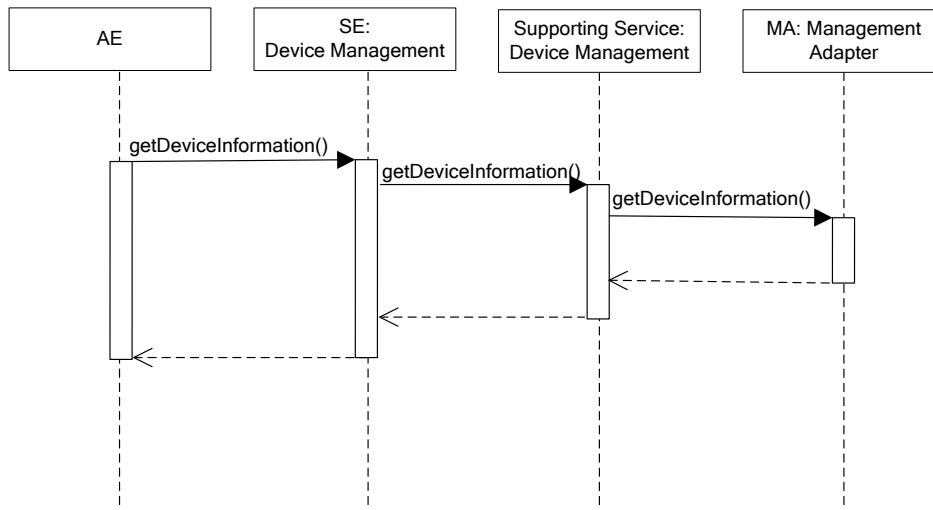 AE
SE:
Device Management
Supporting Service:
Device Management
MA: Management
Adapter
getDeviceInformation()
getDeviceInformation()
getDeviceInformation()